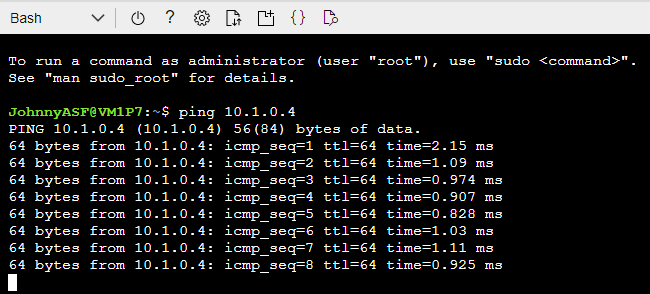 Bash
To run a command as administrator (user "root"), use "sudo <command>".
See "man sudo_root" for details.
JohnnyASF@VM1P7:~$ ping 10.1.0.4
PING 10.1.0.4 (10.1.0.4) 56(84) bytes of data.
64 bytes from 10.1.0.4: icmp_seq=1 ttl=64 time=2.15 ms
64 bytes from 10.1.0.4: icmp_seq=2 ttl=64 time=1.09 ms
64 bytes from 10.1.0.4: icmp_seq=3 ttl=64 time=0.974 ms
64 bytes from 10.1.0.4: icmp_seq=4 ttl=64 time=0.907 ms
64 bytes from 10.1.0.4: icmp_seq=5 ttl=64 time=0.828 ms
64 bytes from 10.1.0.4: icmp_seq=6 ttl=64 time=1.03 ms
64 bytes from 10.1.0.4: icmp_seq=7 ttl=64 time=1.11 ms
64 bytes from 10.1.0.4: icmp_seq=8 ttl=64 time=0.925 ms